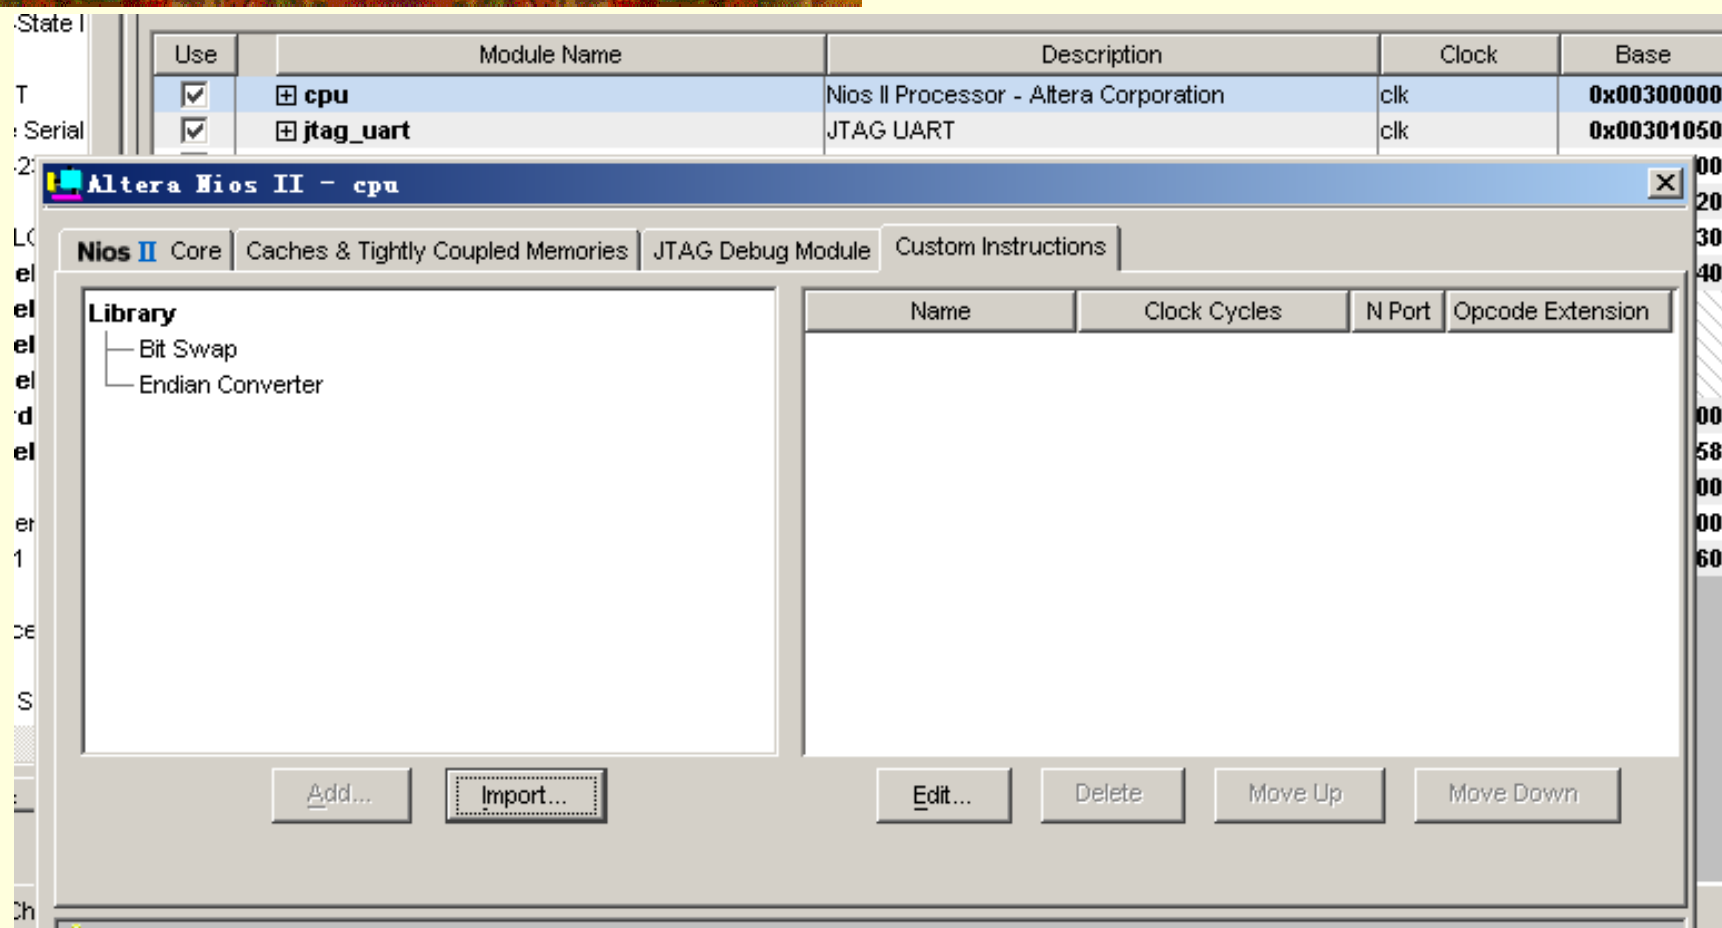 -State I
Use Module Name Description Clock Base
T cpu Nios II Processor - Altera Corporation clk 0x00300000
Serial jtag_uart JTAG UART clk 0x00301050
Altera Nios II - cpu
Nios II Core Caches & Tightly Coupled Memories JTAG Debug Module Custom Instructions
Library Name Clock Cycles N Port Opcode Extension
Bit Swap
Endian Converter
Add... Import... Edit... Delete Move Up Move Down